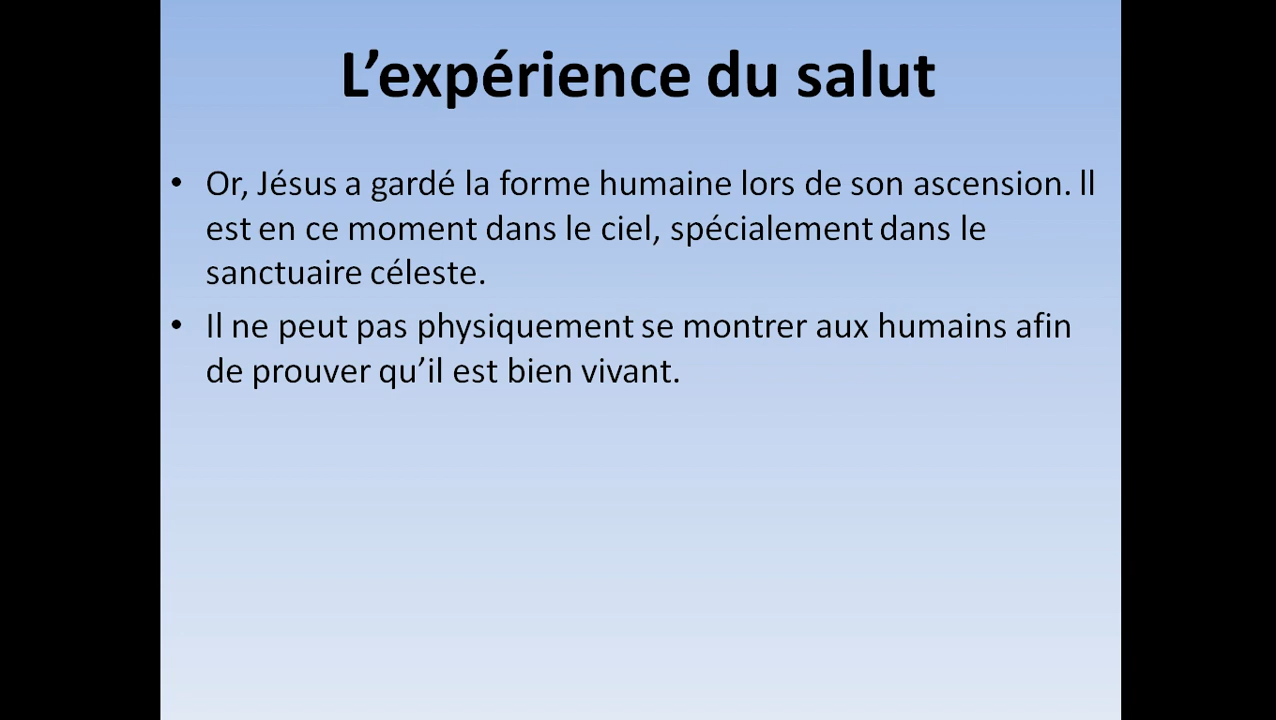 L’expérience du salut
• Or, Jésus a gardé la forme humaine lors de son ascension. Il
est en ce moment dans le ciel, spécialement dans le
sanctuaire céleste.
• Il ne peut pas physiquement se montrer aux humains afin
de prouver qu’il est bien vivant.